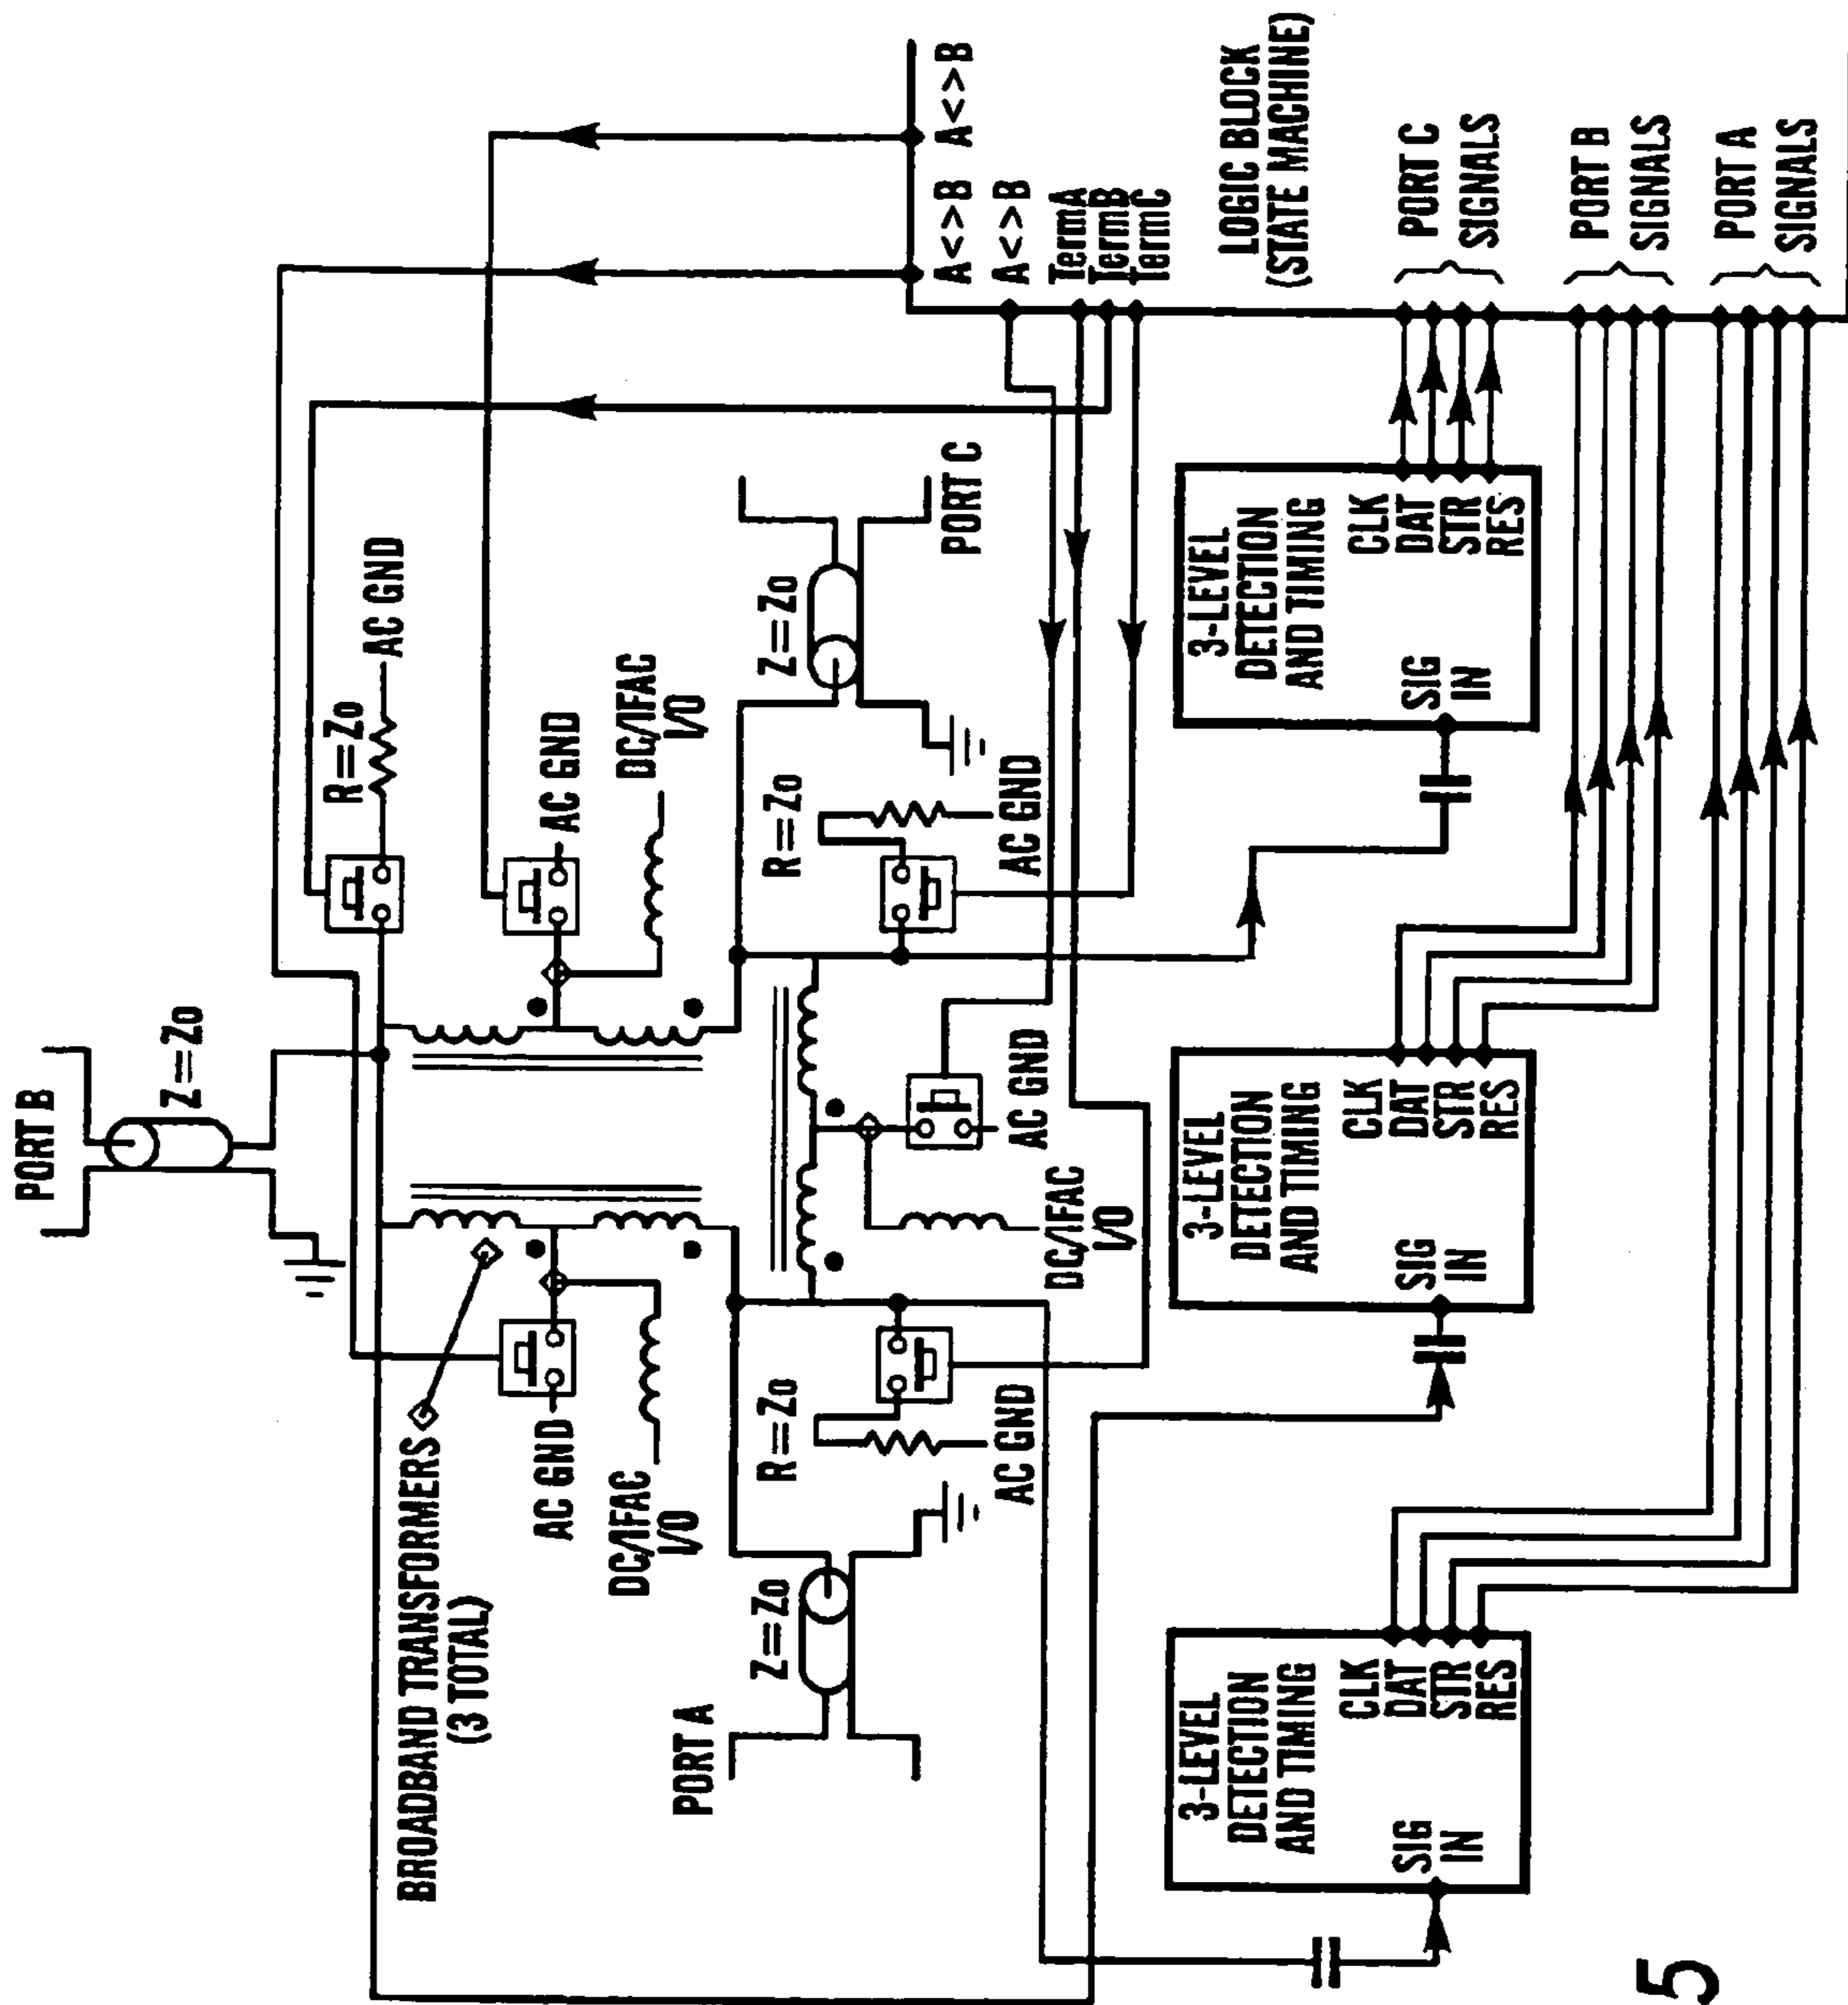 PORT B
Z=Zo
BROADBAND TRANSFORMERS
(3 TOTAL)
R=Zo
AC GND
AC GND
DC/IFAC
I/O
AC GND
DC/IFAC
I/O
PORT A
Z=Zo
R=Zo
AC GND
DC/IFAC
I/O
AC GND
R=Zo
AC GND
Z=Zo
PORT C
A<>B
A<>B
A<>B
TermA
TermB
TermC
LOGIC BLOCK
(STATE MACHINE)
3-LEVEL
DETECTION
AND TIMING
SIG
IN
CLK
DAT
STR
RES
3-LEVEL
DETECTION
AND TIMING
SIG
IN
CLK
DAT
STR
RES
3-LEVEL
DETECTION
AND TIMING
SIG
IN
CLK
DAT
STR
RES
PORT C
SIGNALS
PORT B
SIGNALS
PORT A
SIGNALS
5